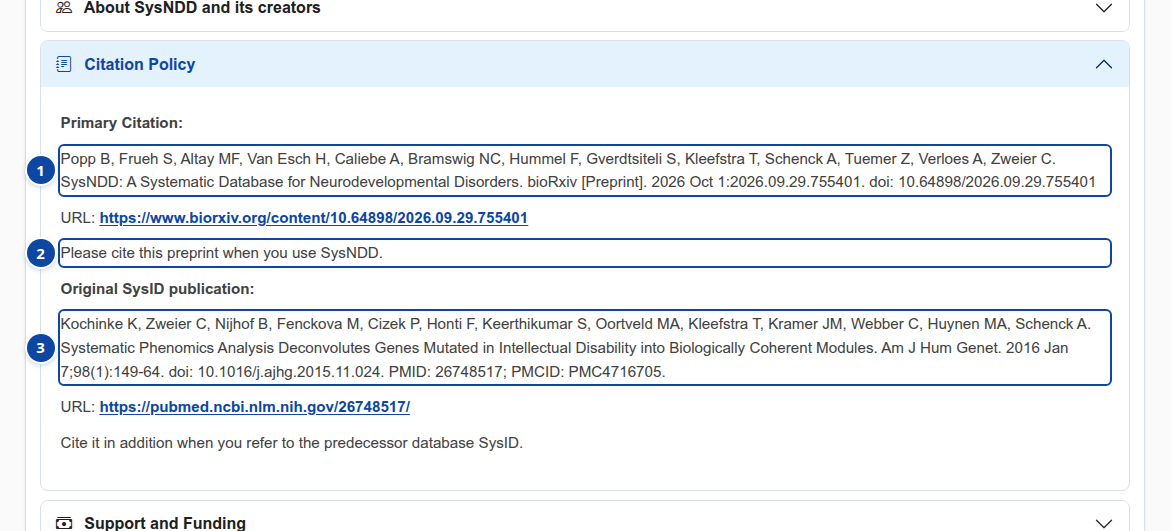 About SysNDD and its creators
Citation Policy
Primary Citation:
1
Popp B, Frueh S, Altay MF, Van Esch H, Caliebe A, Bramswig NC, Hummel F, Gverdtsiteli S, Kleefstra T, Schenck A, Tuemer Z, Verloes A, Zweier C.
SysNDD: A Systematic Database for Neurodevelopmental Disorders. bioRxiv [Preprint]. 2026 Oct 1:2026.09.29.755401. doi: 10.64898/2026.09.29.755401
URL: https://www.biorxiv.org/content/10.64898/2026.09.29.755401
2
Please cite this preprint when you use SysNDD.
Original SysID publication:
3
Kochinke K, Zweier C, Nijhof B, Fenckova M, Cizek P, Honti F, Keerthikumar S, Oortveld MA, Kleefstra T, Kramer JM, Webber C, Huynen MA, Schenck A.
Systematic Phenomics Analysis Deconvolutes Genes Mutated in Intellectual Disability into Biologically Coherent Modules. Am J Hum Genet. 2016 Jan
7;98(1):149-64. doi: 10.1016/j.ajhg.2015.11.024. PMID: 26748517; PMCID: PMC4716705.
URL: https://pubmed.ncbi.nlm.nih.gov/26748517/
Cite it in addition when you refer to the predecessor database SysID.
Support and Funding